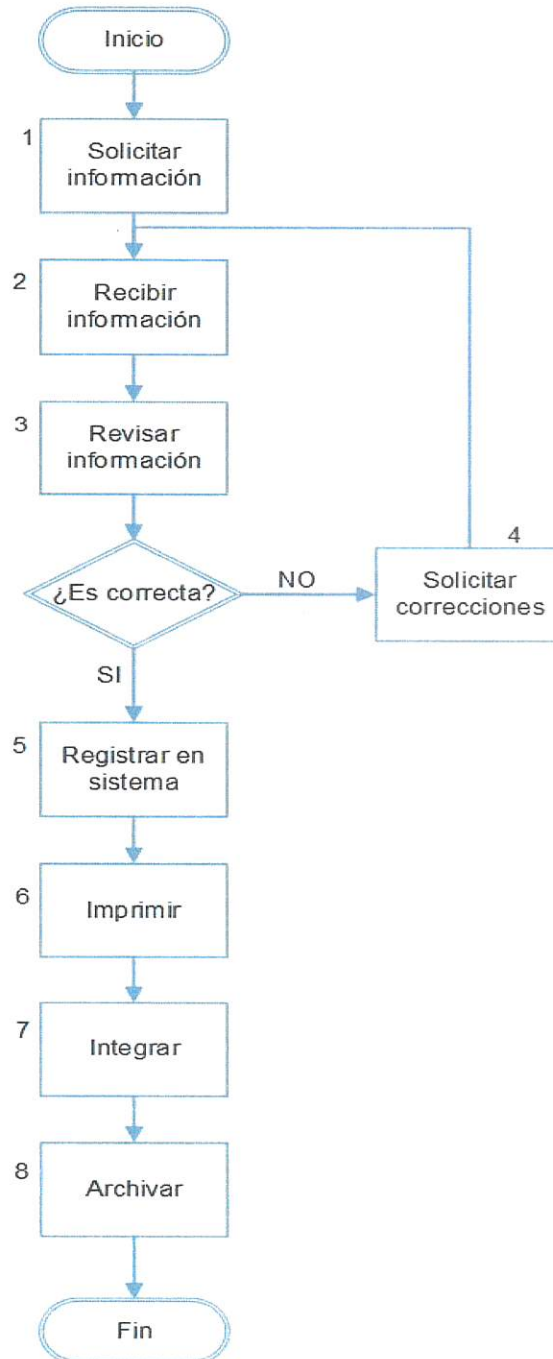 Inicio
1
Solicitar
información
2
Recibir
información
3
Revisar
información
¿Es correcta?
NO
4
Solicitar
correcciones
SI
5
Registrar en
sistema
6
Imprimir
7
Integrar
8
Archivar
Fin